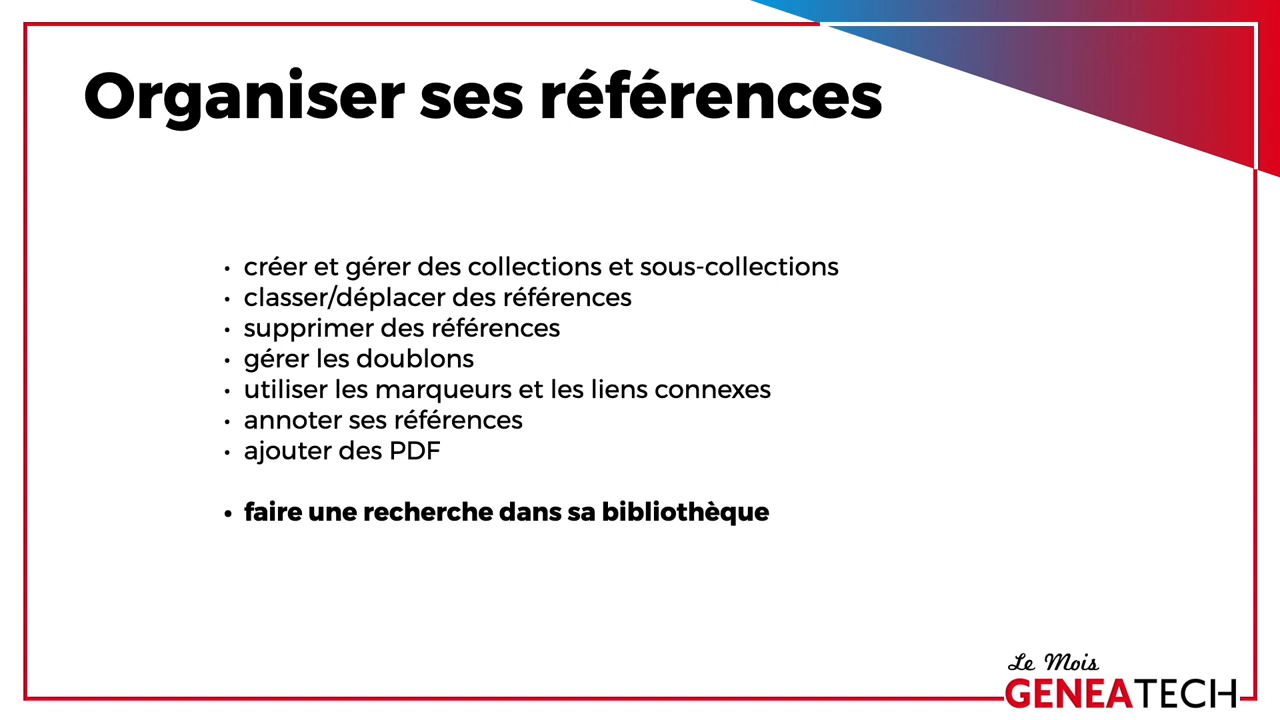 Organiser ses références
• créer et gérer des collections et sous-collections
• classer/déplacer des références
• supprimer des références
• gérer les doublons
• utiliser les marqueurs et les liens connexes
• annoter ses références
• ajouter des PDF
• faire une recherche dans sa bibliothèque
Le Mois
GENEATECH